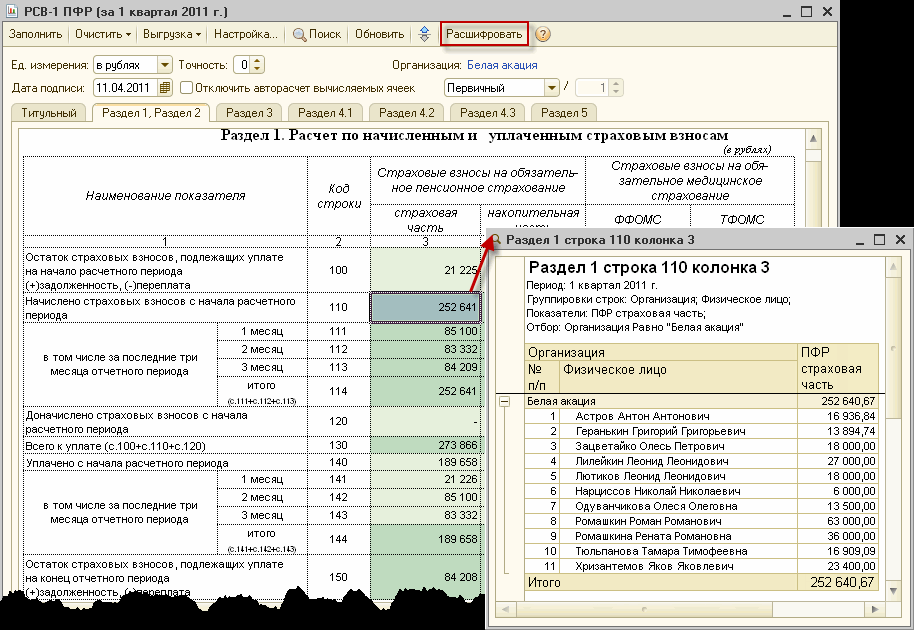 РСВ-1 ПФР (за 1 квартал 2011 г.)
Заполнить Очистить Выгрузка Настройка... Поиск Обновить Расшифровать ?
Ед. измерения: в рублях Точность: 0 Организация: Белая акация
Дата подписи: 11.04.2011 Отключить авторасчет вычисляемых ячеек Первичный / 1
Титульный Раздел 1, Раздел 2 Раздел 3 Раздел 4.1 Раздел 4.2 Раздел 4.3 Раздел 5
Раздел 1. Расчет по начисленным и уплаченным страховым взносам
(в рублях)
Наименование показателя
Код
строки
Страховые взносы на обязатель-
ное пенсионное страхование
Страховые взносы на обя-
зательное медицинское
страхование
страховая
часть
накопительная
ФФОМС
ТФОМС
1 2 3
Остаток страховых взносов, подлежащих уплате
на начало расчетного периода
(+)задолженность, (-)переплата
100 21 225
Начислено страховых взносов с начала расчетного
периода
110 252 641
в том числе за последние три
месяца отчетного периода
1 месяц 111 85 100
2 месяц 112 83 332
3 месяц 113 84 209
итого
(с.111+с.112+с.113)
114 252 641
Доначислено страховых взносов с начала
расчетного периода
120 -
Всего к уплате (с.100+с.110+с.120) 130 273 866
Уплачено с начала расчетного периода 140 189 658
в том числе за последние три
месяца отчетного периода
1 месяц 141 21 226
2 месяц 142 85 100
3 месяц 143 83 332
итого
(с.141+с.142+с.143)
144 189 658
Остаток страховых взносов, подлежащих уплате
на конец отчетного периода
(+)задолженность, (-)переплата
150 84 208
Раздел 1 строка 110 колонка 3
Раздел 1 строка 110 колонка 3
Период: 1 квартал 2011 г.
Группировки строк: Организация; Физическое лицо;
Показатели: ПФР страховая часть;
Отбор: Организация Равно "Белая акация"
Организация
№
п/п
Физическое лицо
ПФР
страховая
часть
Белая акация 252 640,67
1 Астров Антон Антонович 16 936,84
2 Геранькин Григорий Григорьевич 13 894,74
3 Зацветайко Олесь Петрович 18 000,00
4 Лилейкин Леонид Леонидович 27 000,00
5 Лютиков Леонид Леонидович 18 000,00
6 Нарциссов Николай Николаевич 6 000,00
7 Одуванчикова Олеся Олеговна 13 500,00
8 Ромашкин Роман Романович 63 000,00
9 Ромашкина Рената Романовна 36 000,00
10 Тюльпанова Тамара Тимофеевна 16 909,09
11 Хризантемов Яков Яковлевич 23 400,00
Итого 252 640,67